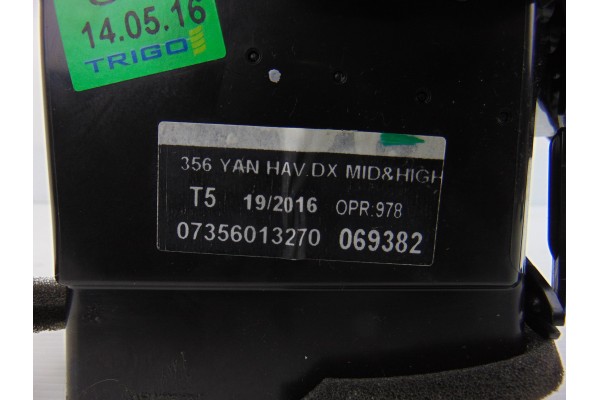 14.05.16
TRIGO
356 YAN HAV.DX MID&HIGH
T5 19/2016 OPR:978
07356013270 069382